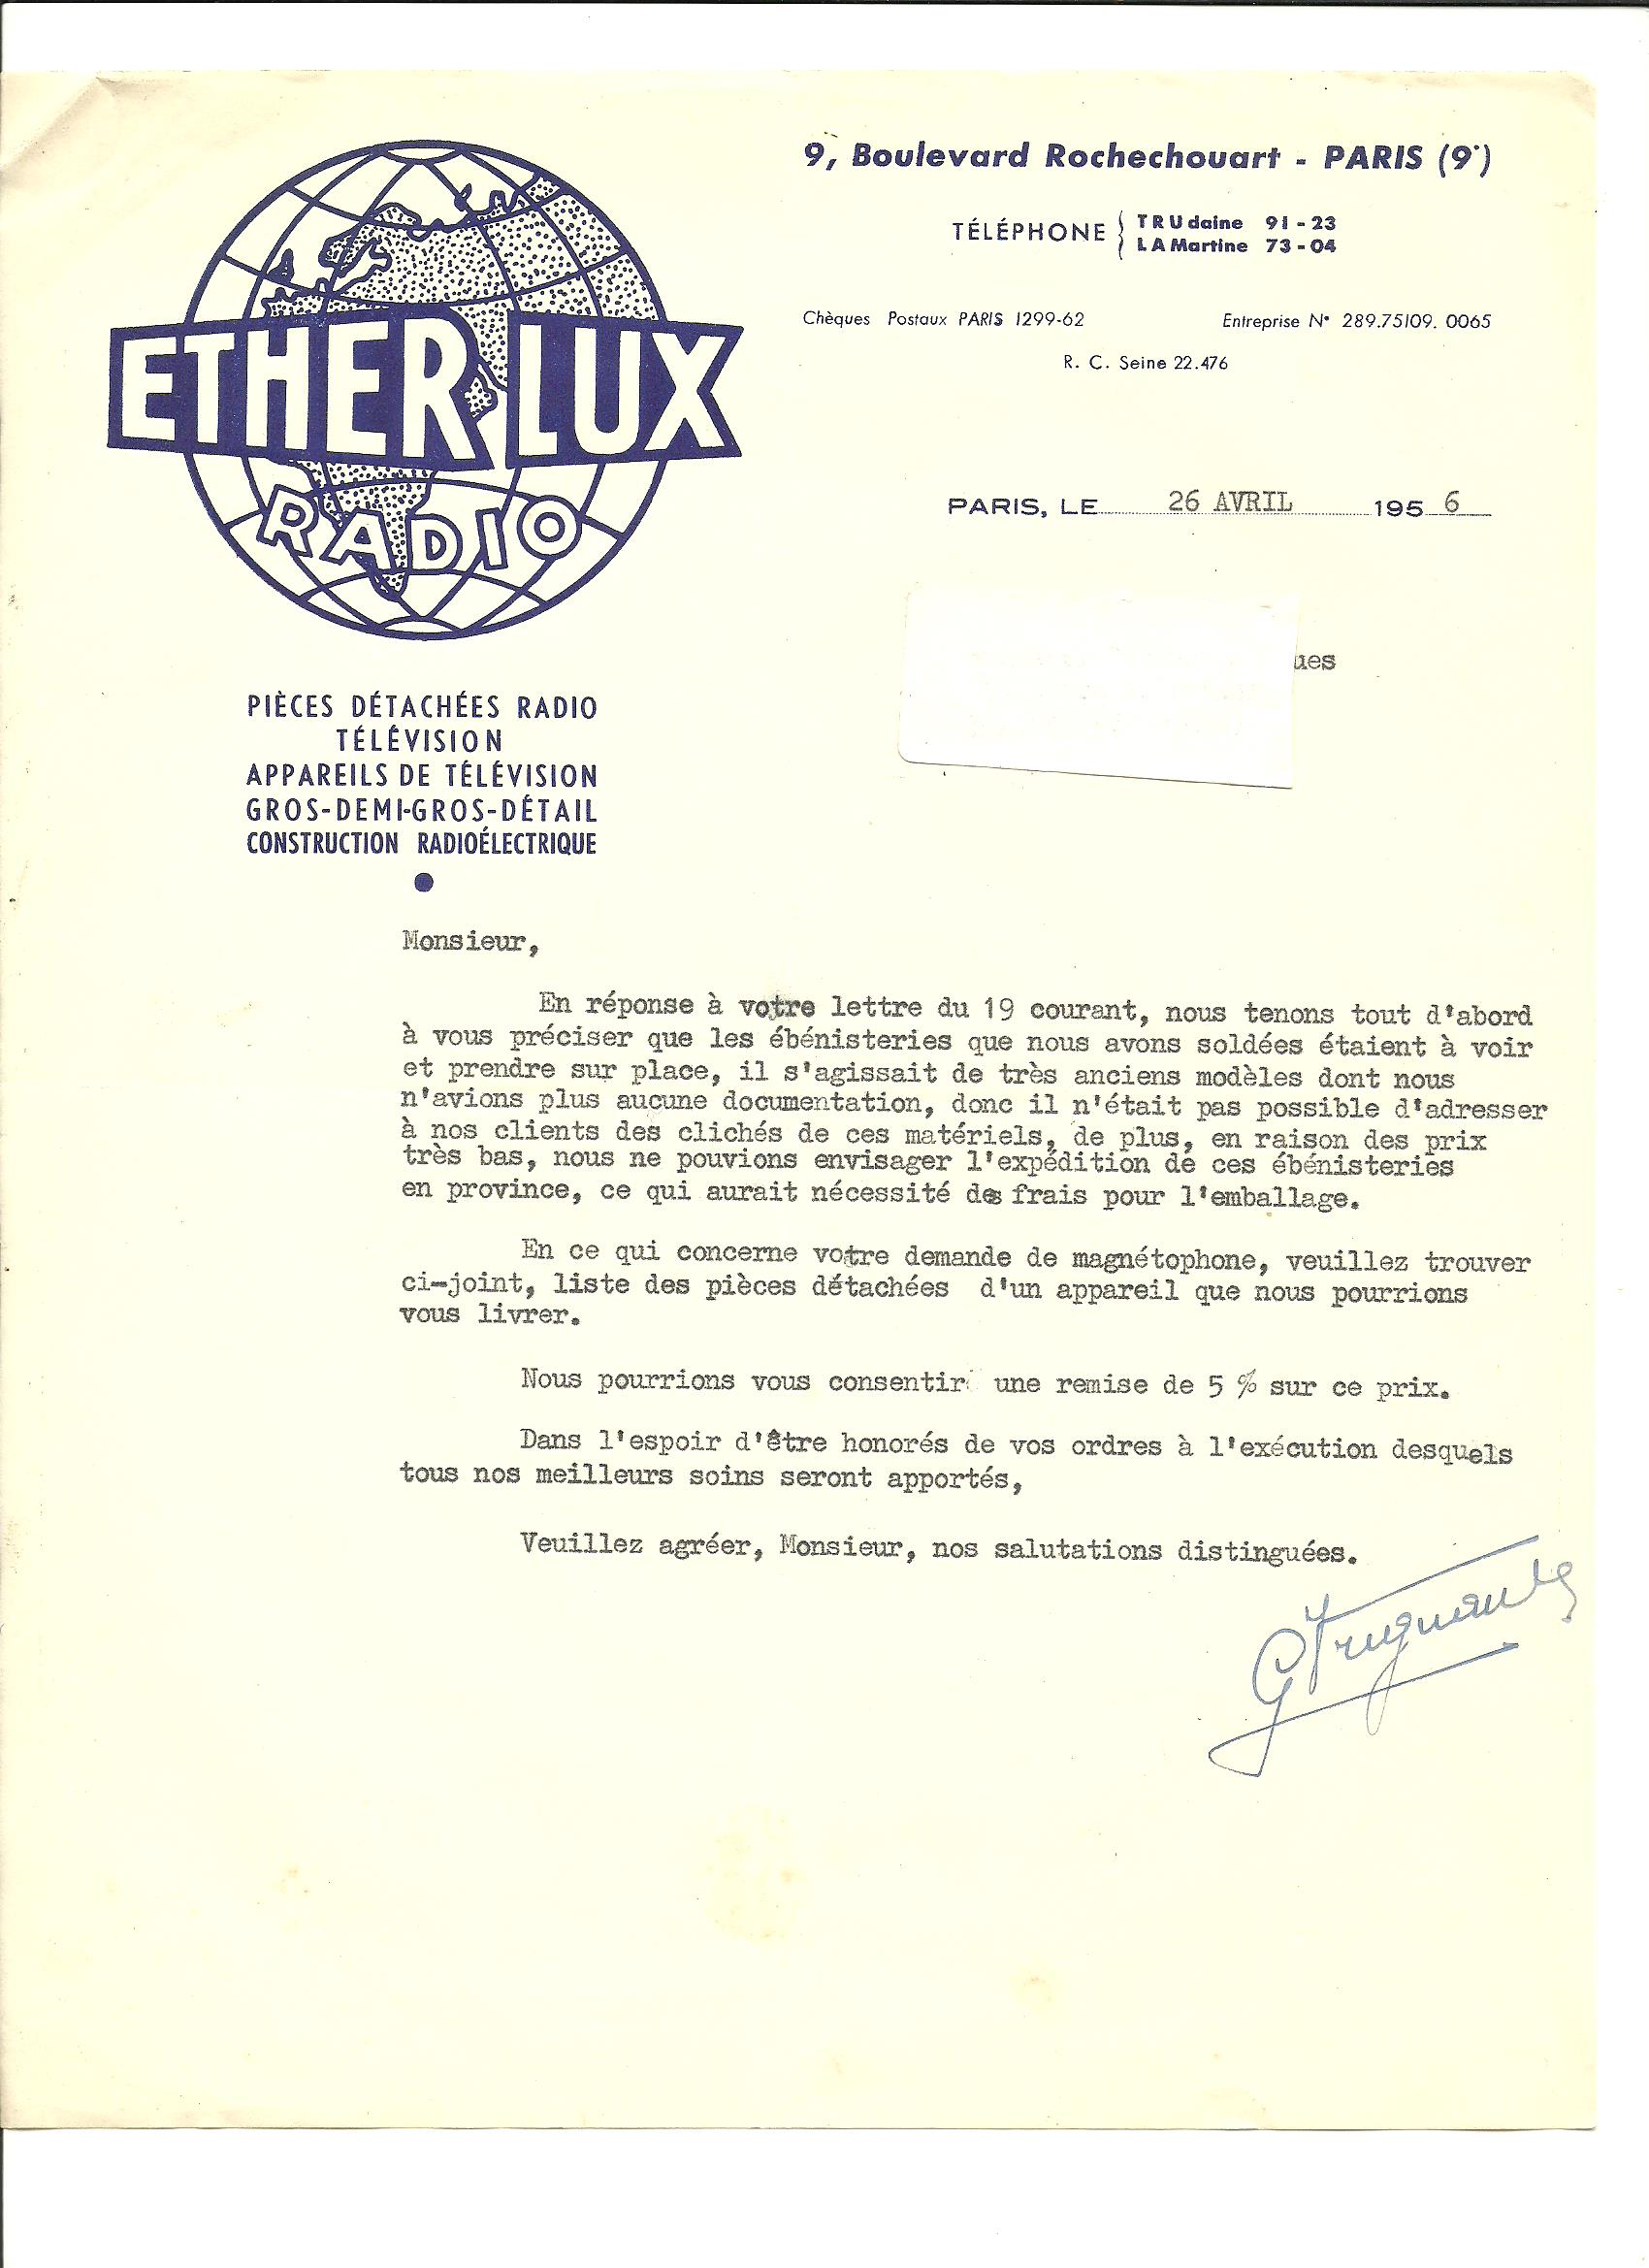 ETHERLUX
RADIO
9, Boulevard Rochechouart - PARIS (9ᵉ)
TÉLÉPHONE { TRUdaine 91-23
LAMartine 73-04
Chèques Postaux PARIS 1299-62
Entreprise N° 289.75109. 0065
R. C. Seine 22.476
PARIS, LE 26 AVRIL 1956
ues
PIÈCES DÉTACHÉES RADIO
TÉLÉVISION
APPAREILS DE TÉLÉVISION
GROS-DEMI-GROS-DÉTAIL
CONSTRUCTION RADIOÉLECTRIQUE
Monsieur,
En réponse à votre lettre du 19 courant, nous tenons tout d'abord
à vous préciser que les ébénisteries que nous avons soldées étaient à voir
et prendre sur place, il s'agissait de très anciens modèles dont nous
n'avions plus aucune documentation, donc il n'était pas possible d'adresser
à nos clients des clichés de ces matériels, de plus, en raison des prix
très bas, nous ne pouvions envisager l'expédition de ces ébénisteries
en province, ce qui aurait nécessité des frais pour l'emballage.
En ce qui concerne votre demande de magnétophone, veuillez trouver
ci-joint, liste des pièces détachées d'un appareil que nous pourrions
vous livrer.
Nous pourrions vous consentir une remise de 5 % sur ce prix.
Dans l'espoir d'être honorés de vos ordres à l'exécution desquels
tous nos meilleurs soins seront apportés,
Veuillez agréer, Monsieur, nos salutations distinguées.